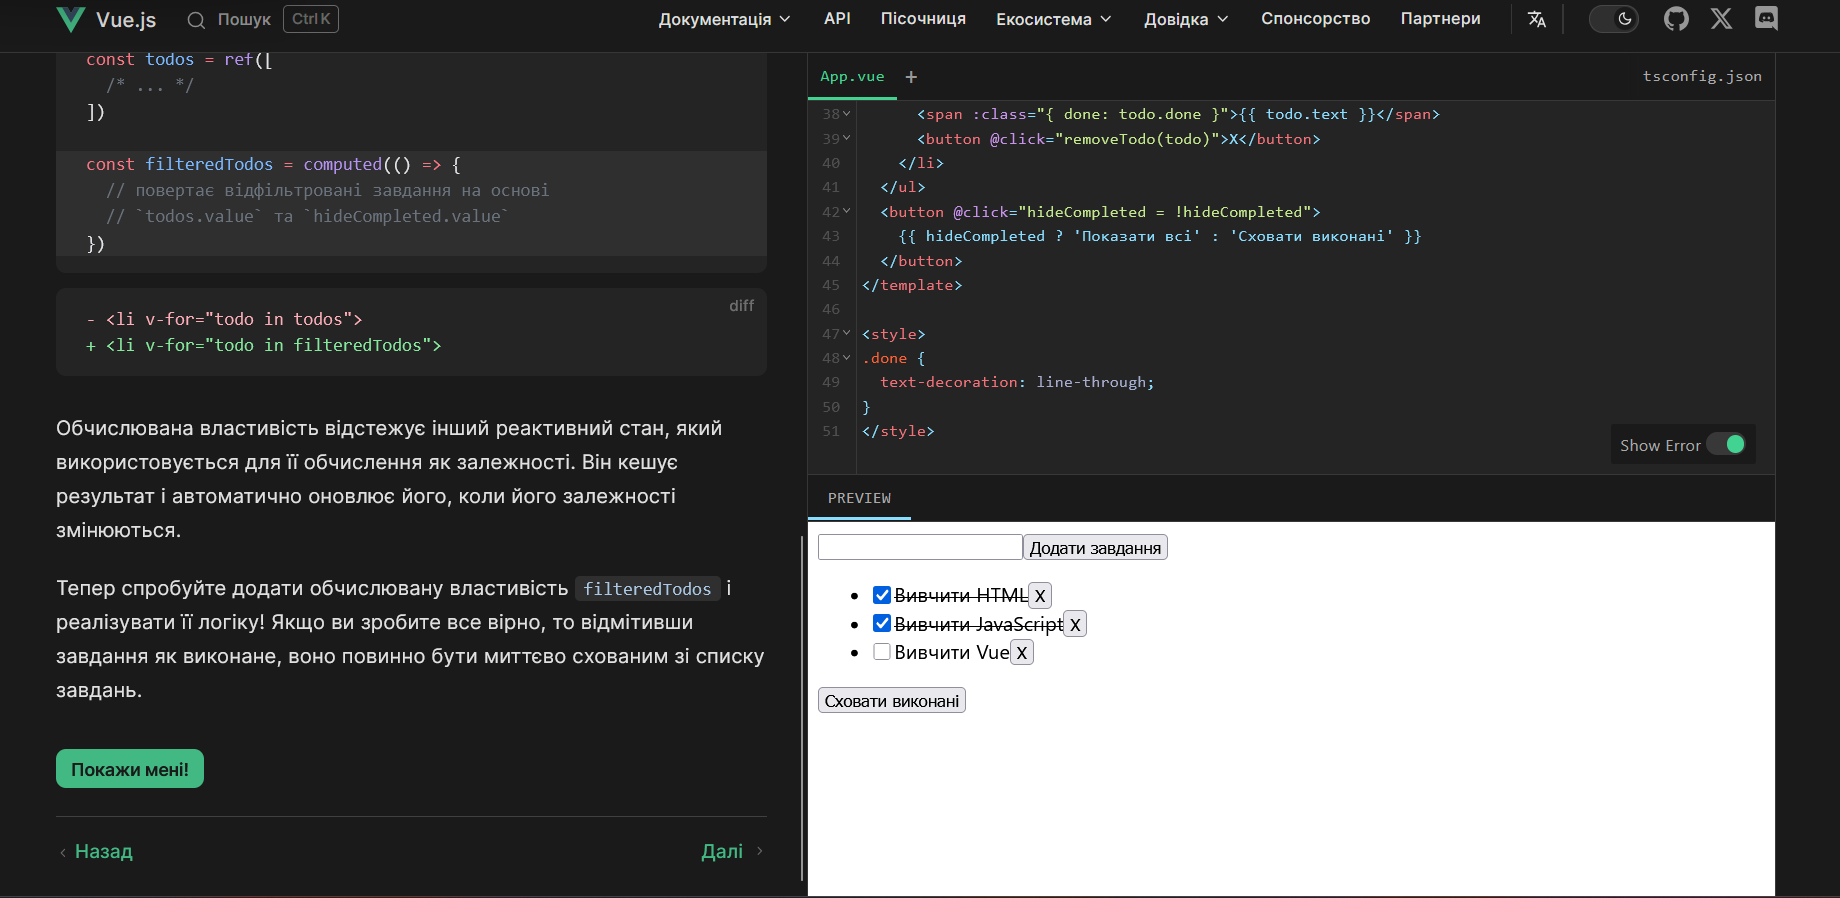 Vue.js
Пошук
Ctrl K
Документація
API
Пісочниця
Екосистема
Довідка
Спонсорство
Партнери
const todos = ref([
/* ... */
])
const filteredTodos = computed(() => {
// повертає відфільтровані завдання на основі
// `todos.value` та `hideCompleted.value`
})
diff
- <li v-for="todo in todos">
+ <li v-for="todo in filteredTodos">
Обчислювана властивість відстежує інший реактивний стан, який
використовується для її обчислення як залежності. Він кешує
результат і автоматично оновлює його, коли його залежності
змінюються.
Тепер спробуйте додати обчислювану властивість filteredTodos і
реалізувати її логіку! Якщо ви зробите все вірно, то відмітивши
завдання як виконане, воно повинно бути миттєво схованим зі списку
завдань.
Покажи мені!
Назад
Далі
App.vue
+
tsconfig.json
38 <span :class="{ done: todo.done }">{{ todo.text }}</span>
39 <button @click="removeTodo(todo)">X</button>
40 </li>
41 </ul>
42 <button @click="hideCompleted = !hideCompleted">
43 {{ hideCompleted ? 'Показати всі' : 'Сховати виконані' }}
44 </button>
45 </template>
46
47 <style>
48 .done {
49 text-decoration: line-through;
50 }
51 </style>
Show Error
PREVIEW
Додати завдання
Вивчити HTML X
Вивчити JavaScript X
Вивчити Vue X
Сховати виконані